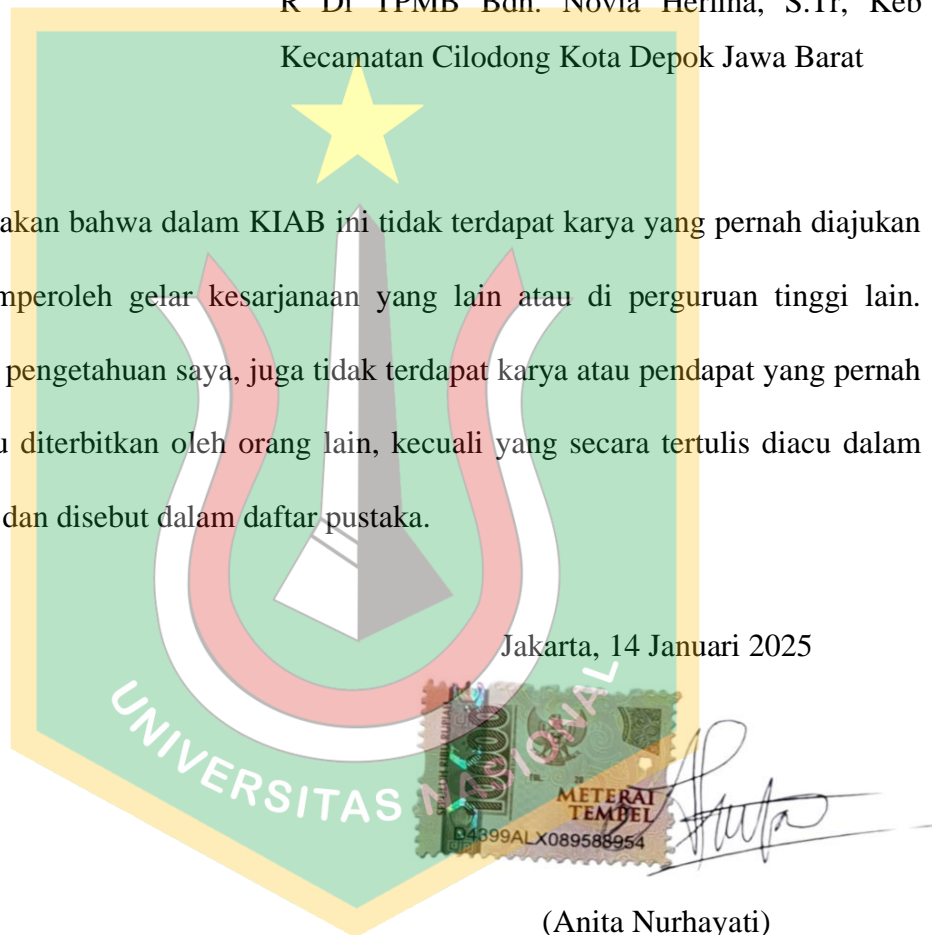 R Di TPMB Bdn. Novia Herlina, S.Tr, Keb
Kecamatan Cilodong Kota Depok Jawa Barat
akan bahwa dalam KIAB ini tidak terdapat karya yang pernah diajukan
mperoleh gelar kesarjanaan yang lain atau di perguruan tinggi lain.
pengetahuan saya, juga tidak terdapat karya atau pendapat yang pernah
u diterbitkan oleh orang lain, kecuali yang secara tertulis diacu dalam
dan disebut dalam daftar pustaka.
Jakarta, 14 Januari 2025
UNIVERSITAS NASIONAL
10000
TGL. 20
METERAI
TEMPEL
D4399ALX089588954
(Anita Nurhayati)